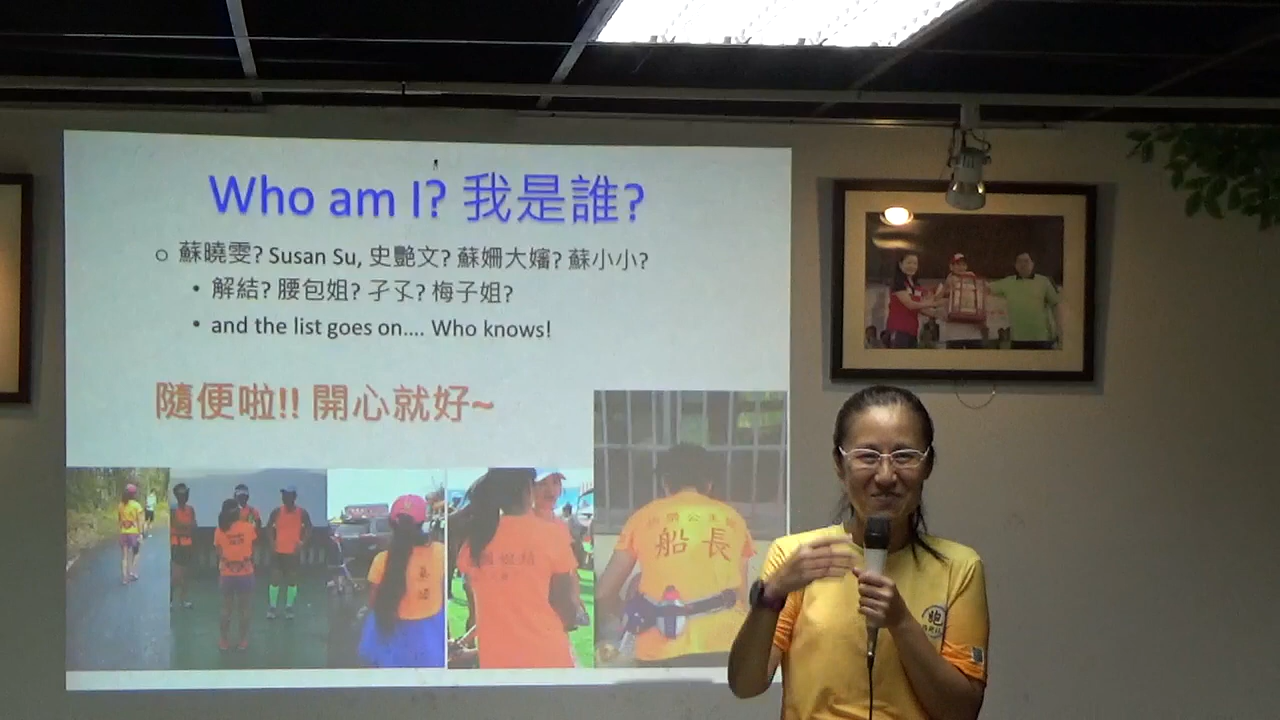 Who am I? 我是誰?
蘇曉雯? Susan Su, 史艷文? 蘇姍大嬸? 蘇小小?
解結? 腰包姐? 孑孓? 梅子姐?
and the list goes on.... Who knows!
隨便啦!! 開心就好~
船長
跑